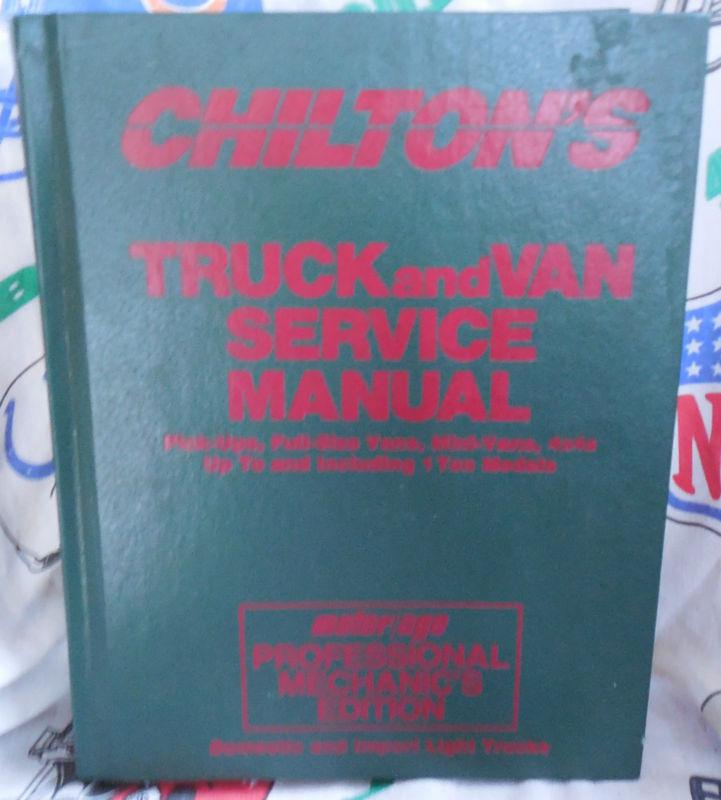 CHILTON'S
TRUCK and VAN
SERVICE
MANUAL
Pick-Ups, Full-Size Vans, Mini-Vans, 4x4s
Up To and Including 1 Ton Models
motor/age
PROFESSIONAL
MECHANIC'S
EDITION
Domestic and Import Light Trucks
N